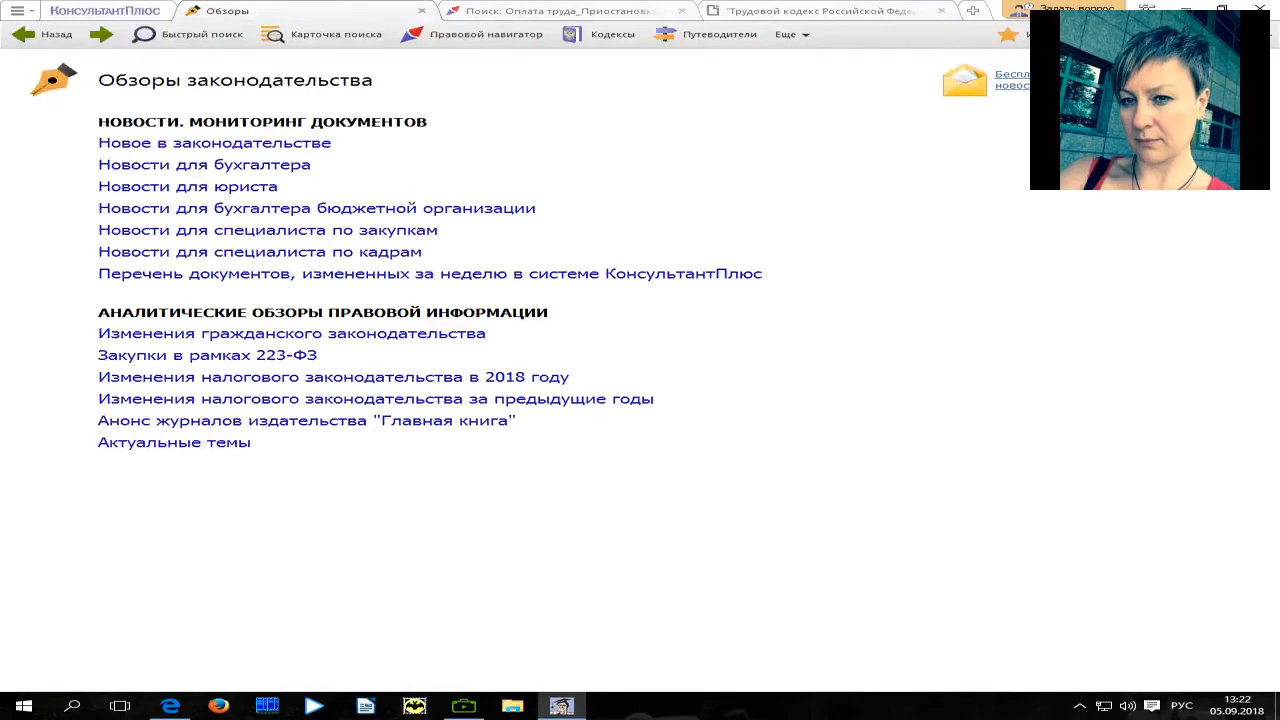 КонсультантПлюс
Обзоры
Поиск: Оплата труда_Приостановк
"Трудовой кодекс Российской Феде
Задать вопрос
Назад
Быстрый поиск
Карточка поиска
Правовой навигатор
Кодексы
Путеводители
Еще
Обзоры законодательства
Беспл
новос
НОВОСТИ. МОНИТОРИНГ ДОКУМЕНТОВ
Новое в законодательстве
Новости для бухгалтера
Новости для юриста
Новости для бухгалтера бюджетной организации
Новости для специалиста по закупкам
Новости для специалиста по кадрам
Перечень документов, измененных за неделю в системе КонсультантПлюс
АНАЛИТИЧЕСКИЕ ОБЗОРЫ ПРАВОВОЙ ИНФОРМАЦИИ
Изменения гражданского законодательства
Закупки в рамках 223-ФЗ
Изменения налогового законодательства в 2018 году
Изменения налогового законодательства за предыдущие годы
Анонс журналов издательства "Главная книга"
Актуальные темы
РУС
13:22
05.09.2018